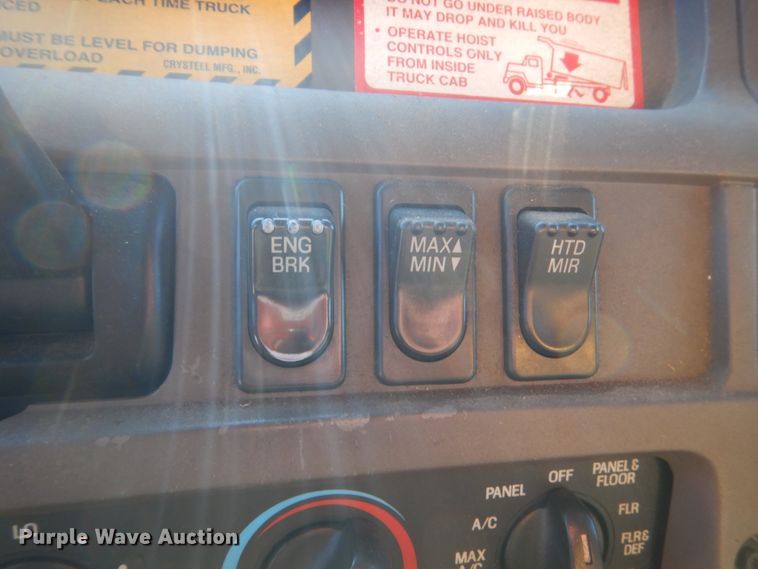 EACH TIME TRUCK
MUST BE LEVEL FOR DUMPING
OVERLOAD
CRYSTEEL MFG., INC.
DO NOT GO UNDER RAISED BODY
IT MAY DROP AND KILL YOU
• OPERATE HOIST
CONTROLS ONLY
FROM INSIDE
TRUCK CAB
ENG
BRK
MAX▲
MIN▼
HTD
MIR
LO
PANEL
OFF
PANEL &
FLOOR
A/C
FLR
MAX
A/C
FLR&
DEF
Purple Wave Auction